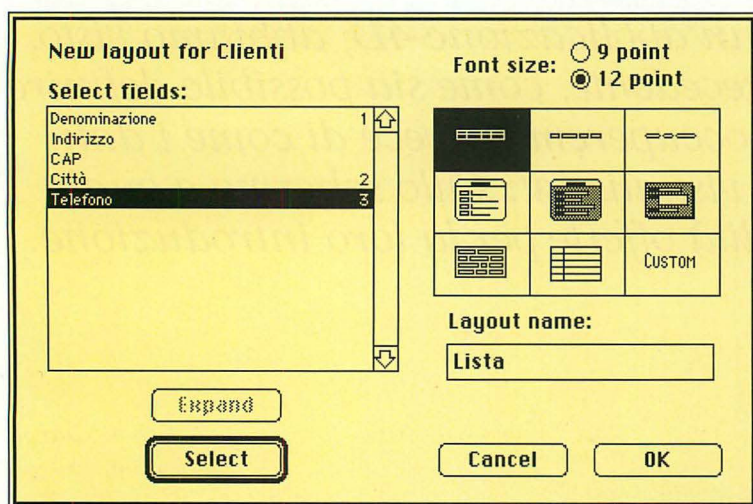 New layout for Clienti
Font size:
9 point
12 point
Select fields:
Denominazione 1
Indirizzo
CAP
Città 2
Telefono 3
CUSTOM
Layout name:
Lista
Expand
Select
Cancel
OK